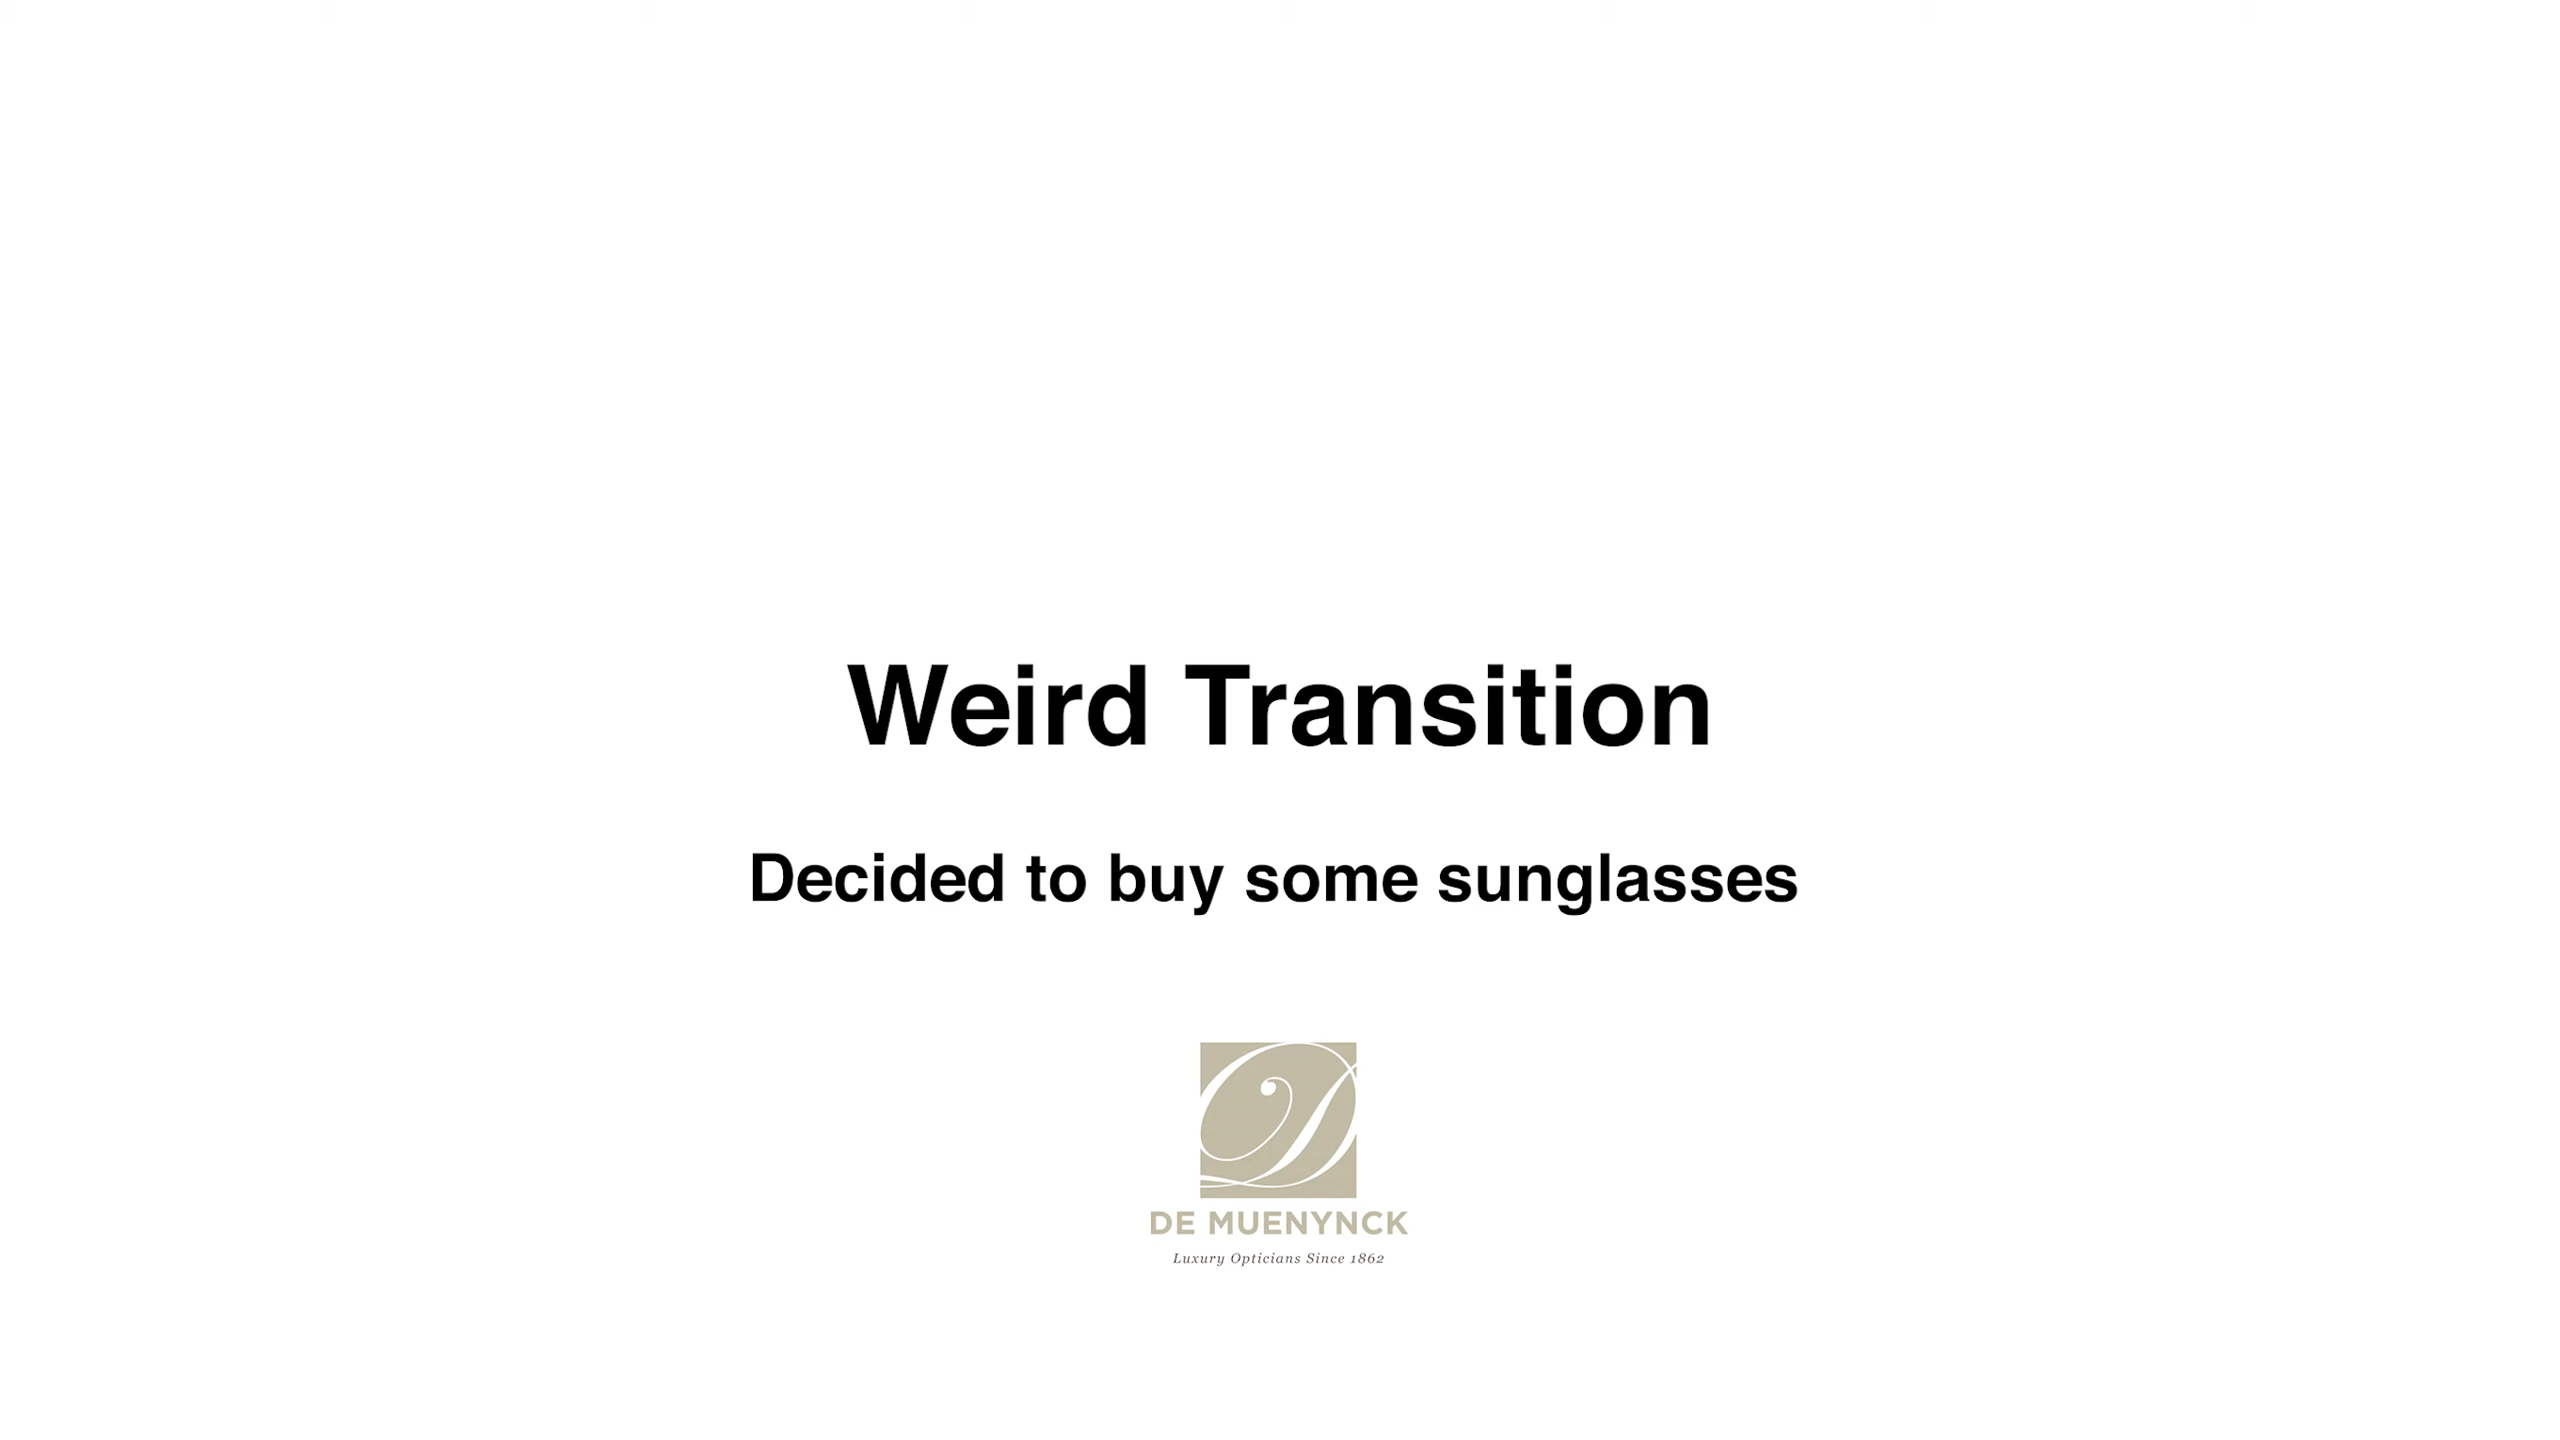 Weird Transition
Decided to buy some sunglasses
DE MUENYNCK
Luxury Opticians Since 1862